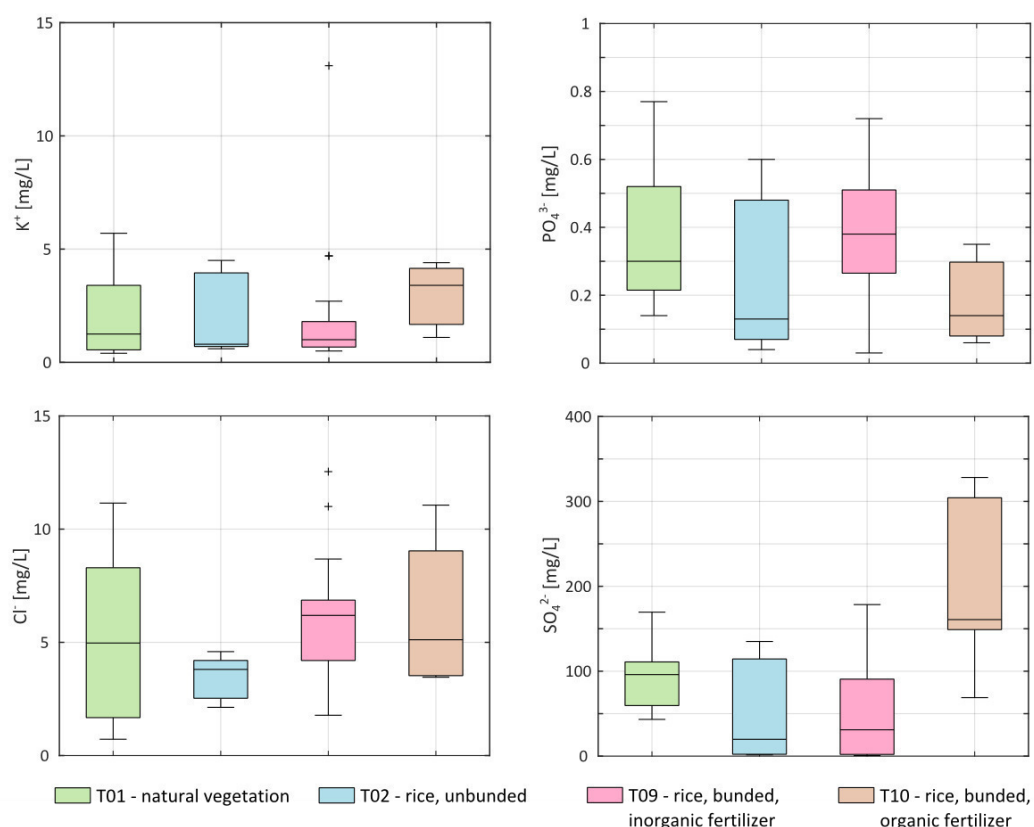 15
10
5
0
K⁺ [mg/L]
1
0.8
0.6
0.4
0.2
0
PO₄³⁻ [mg/L]
15
10
5
0
Cl⁻ [mg/L]
400
300
200
100
0
SO₄²⁻ [mg/L]
T01 - natural vegetation
T02 - rice, unbunded
T09 - rice, bunded,
inorganic fertilizer
T10 - rice, bunded,
organic fertilizer